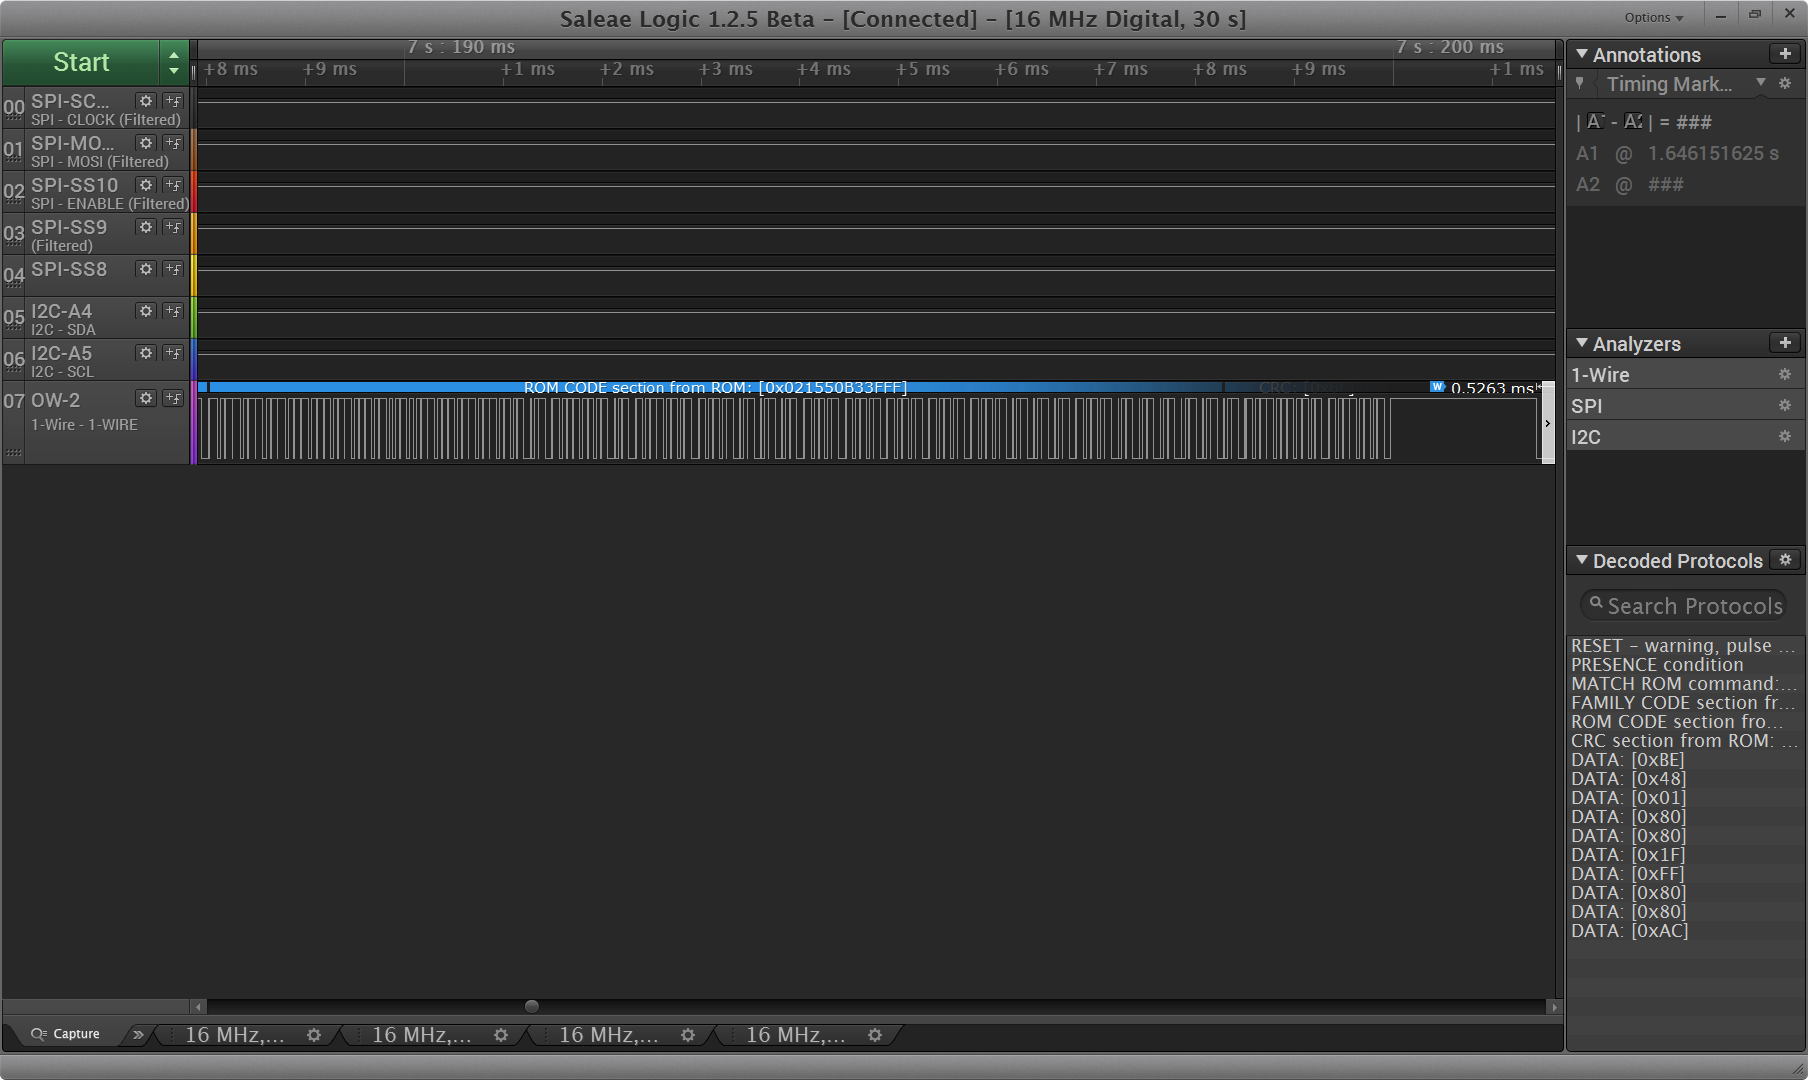 Saleae Logic 1.2.5 Beta - [Connected] - [16 MHz Digital, 30 s]
Options
Start
7 s : 190 ms
7 s : 200 ms
+8 ms
+9 ms
+1 ms
+2 ms
+3 ms
+4 ms
+5 ms
+6 ms
+7 ms
+8 ms
+9 ms
+1 ms
00
SPI-SC...
SPI - CLOCK (Filtered)
01
SPI-MO...
SPI - MOSI (Filtered)
02
SPI-SS10
SPI - ENABLE (Filtered)
03
SPI-SS9
(Filtered)
04
SPI-SS8
05
I2C-A4
I2C - SDA
06
I2C-A5
I2C - SCL
07
OW-2
1-Wire - 1-WIRE
ROM CODE section from ROM: [0x021550B33FFF]
W 0.5263 ms
Annotations
Timing Mark...
| A1 - A2 | = ###
A1 @ 1.646151625 s
A2 @ ###
Analyzers
1-Wire
SPI
I2C
Decoded Protocols
Search Protocols
RESET - warning, pulse ...
PRESENCE condition
MATCH ROM command:...
FAMILY CODE section fr...
ROM CODE section fro...
CRC section from ROM: ...
DATA: [0xBE]
DATA: [0x48]
DATA: [0x01]
DATA: [0x80]
DATA: [0x80]
DATA: [0x1F]
DATA: [0xFF]
DATA: [0x80]
DATA: [0x80]
DATA: [0xAC]
Capture
16 MHz,...
16 MHz,...
16 MHz,...
16 MHz,...